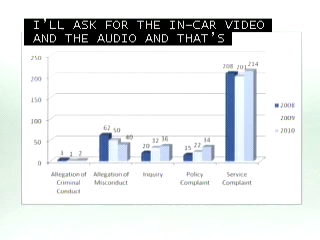 I'LL ASK FOR THE IN-CAR VIDEO
AND THE AUDIO AND THAT'S
250
200
150
100
50
0
3 1 2
62 50 40
20 32 36
15 22 34
208 201 214
Allegation of Criminal Conduct
Allegation of Misconduct
Inquiry
Policy Complaint
Service Complaint
2008
2009
2010